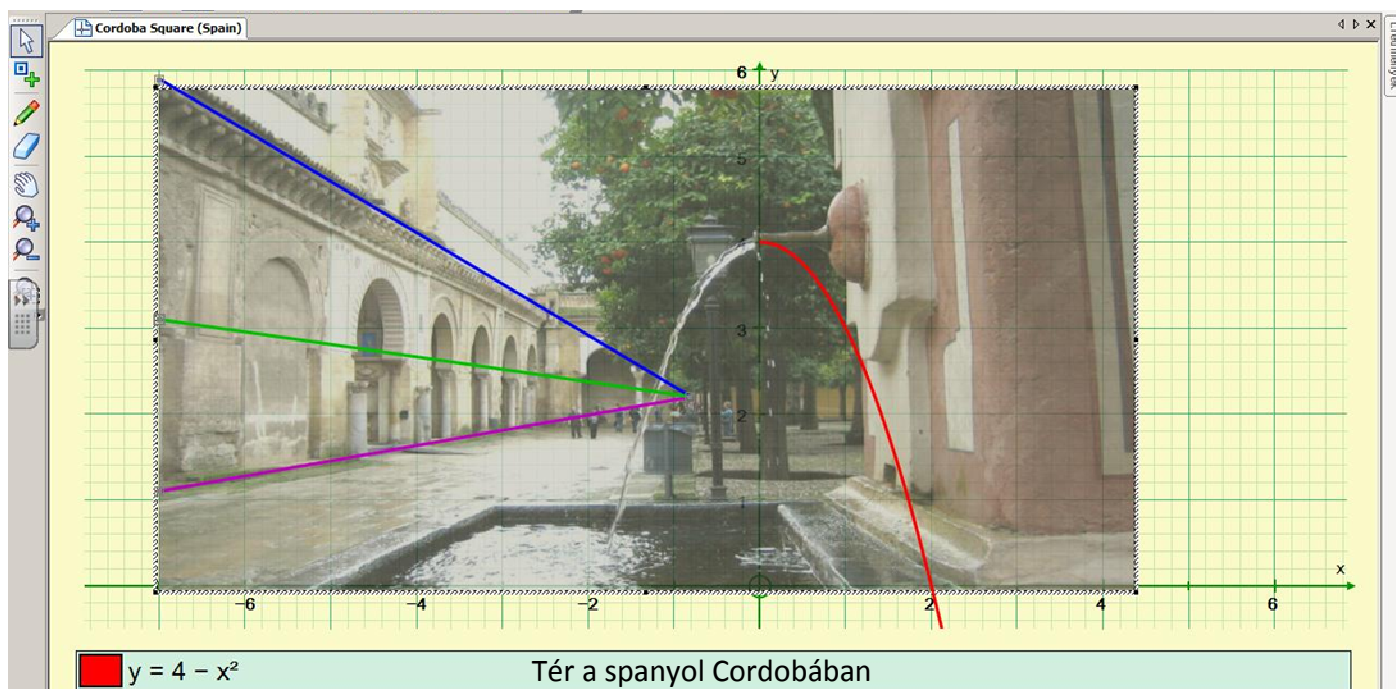 Cordoba Square (Spain)
6 y
5
4
3
2
1
x
−6 −4 −2 2 4 6
y = 4 − x²
Tér a spanyol Cordobában